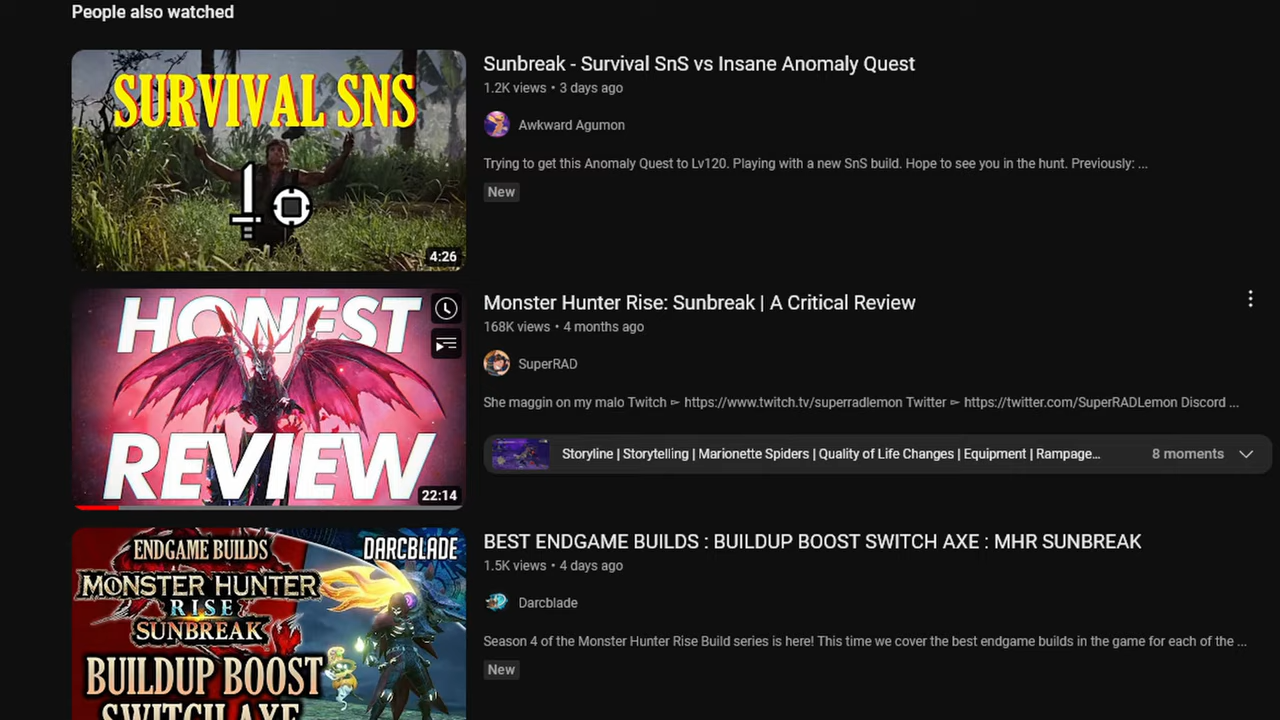 People also watched
SURVIVAL SNS
4:26
Sunbreak - Survival SnS vs Insane Anomaly Quest
1.2K views • 3 days ago
Awkward Agumon
Trying to get this Anomaly Quest to Lv120. Playing with a new SnS build. Hope to see you in the hunt. Previously: ...
New
HONEST
REVIEW
22:14
Monster Hunter Rise: Sunbreak | A Critical Review
168K views • 4 months ago
SuperRAD
She maggin on my malo Twitch ► https://www.twitch.tv/superradlemon Twitter ► https://twitter.com/SuperRADLemon Discord ...
Storyline | Storytelling | Marionette Spiders | Quality of Life Changes | Equipment | Rampage...
8 moments
ENDGAME BUILDS
DARCBLADE
MONSTER HUNTER
RISE
SUNBREAK
BUILDUP BOOST
SWITCH AXE
BEST ENDGAME BUILDS : BUILDUP BOOST SWITCH AXE : MHR SUNBREAK
1.5K views • 4 days ago
Darcblade
Season 4 of the Monster Hunter Rise Build series is here! This time we cover the best endgame builds in the game for each of the ...
New